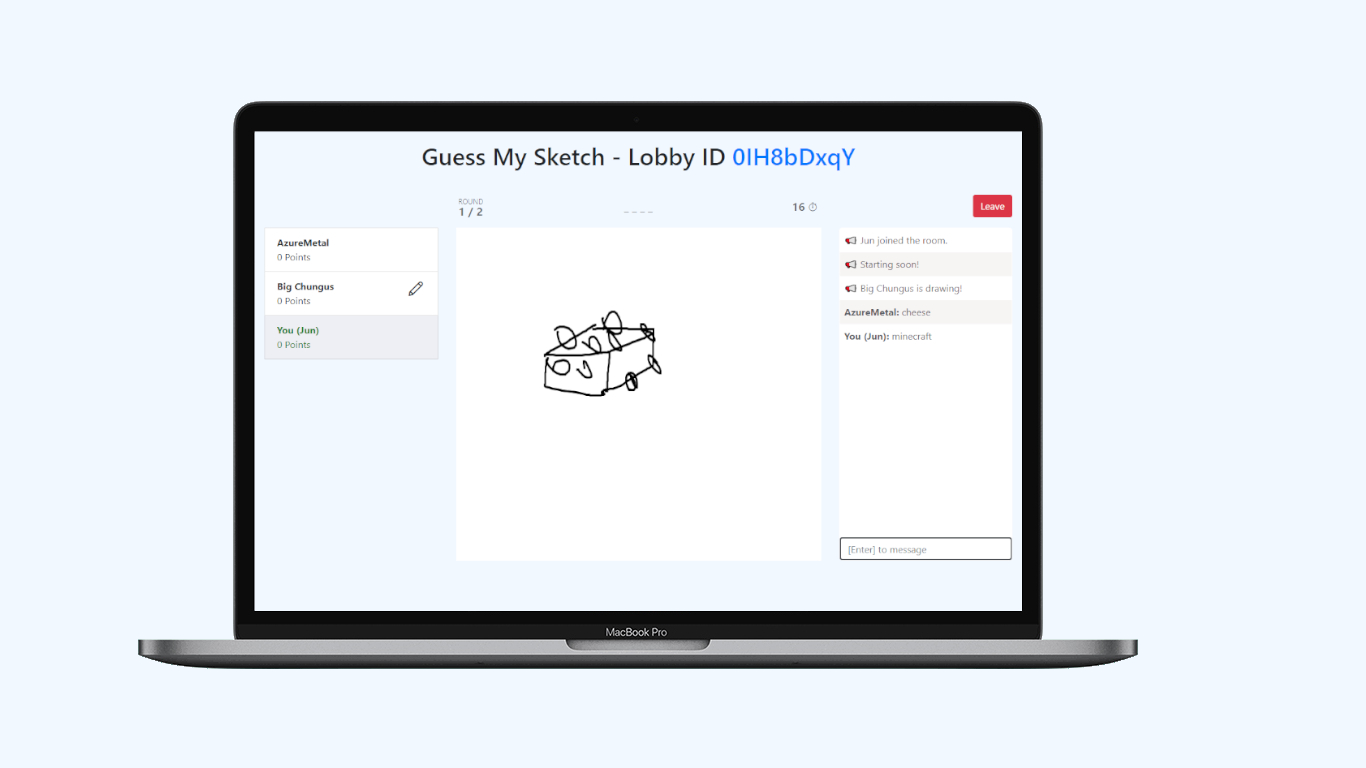 Guess My Sketch - Lobby ID 0IH8bDxqY
ROUND
1 / 2
_ _ _ _
16
Leave
AzureMetal
0 Points
Big Chungus
0 Points
You (Jun)
0 Points
Jun joined the room.
Starting soon!
Big Chungus is drawing!
AzureMetal: cheese
You (Jun): minecraft
[Enter] to message
MacBook Pro